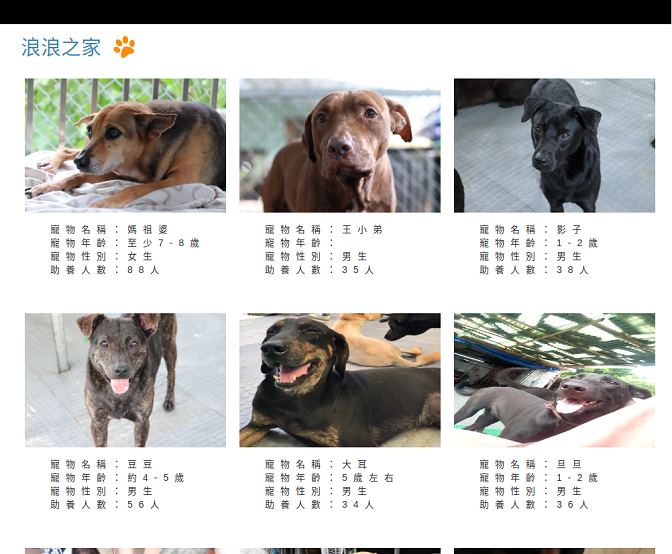 浪浪之家
寵物名稱：媽祖婆
寵物年齡：至少7-8歲
寵物性別：女生
助養人數：88人
寵物名稱：王小弟
寵物年齡：
寵物性別：男生
助養人數：35人
寵物名稱：影子
寵物年齡：1-2歲
寵物性別：男生
助養人數：38人
寵物名稱：豆豆
寵物年齡：約4-5歲
寵物性別：男生
助養人數：56人
寵物名稱：大耳
寵物年齡：5歲左右
寵物性別：男生
助養人數：34人
寵物名稱：旦旦
寵物年齡：1-2歲
寵物性別：男生
助養人數：36人